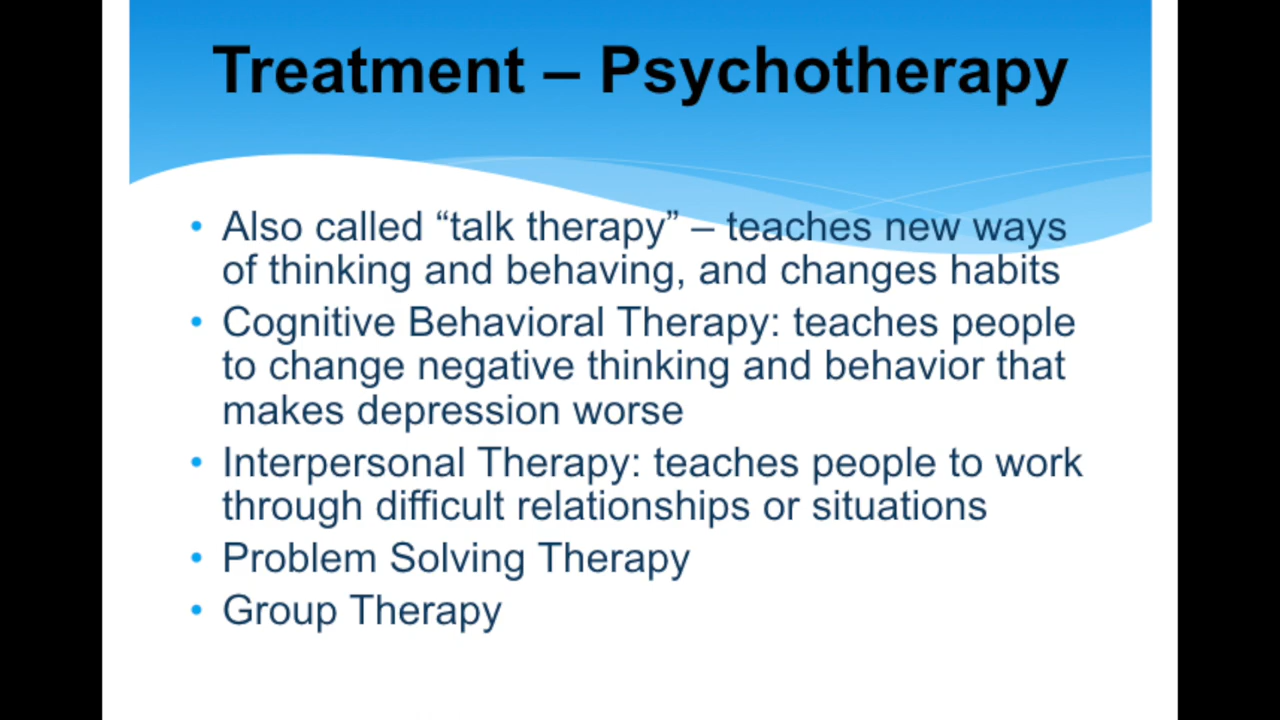 Treatment – Psychotherapy
• Also called “talk therapy” – teaches new ways
of thinking and behaving, and changes habits
• Cognitive Behavioral Therapy: teaches people
to change negative thinking and behavior that
makes depression worse
• Interpersonal Therapy: teaches people to work
through difficult relationships or situations
• Problem Solving Therapy
• Group Therapy